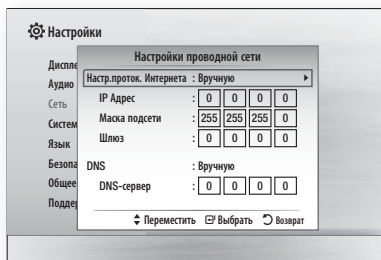 Настройки
Настройки проводной сети
Диспле
Аудио
Сеть
Систем
Язык
Безопа
Общее
Поддер
Настр.проток. Интернета : Вручную
IP Адрес : 0 0 0 0
Маска подсети : 255 255 255 0
Шлюз : 0 0 0 0
DNS : Вручную
DNS-сервер : 0 0 0 0
Переместить Выбрать Возврат